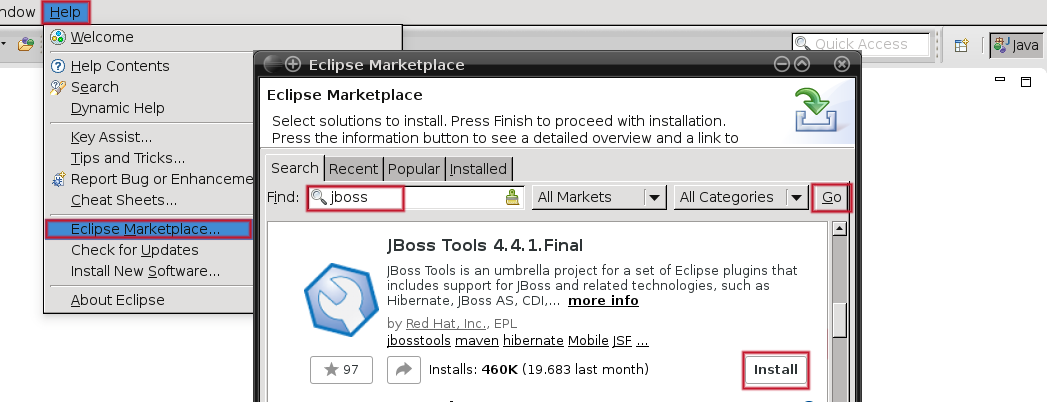 ndow Help
Welcome
Help Contents
Search
Dynamic Help
Key Assist...
Tips and Tricks...
Report Bug or Enhanceme
Cheat Sheets...
Eclipse Marketplace...
Check for Updates
Install New Software...
About Eclipse
Quick Access
Java
Eclipse Marketplace
Eclipse Marketplace
Select solutions to install. Press Finish to proceed with installation.
Press the information button to see a detailed overview and a link to
Search Recent Popular Installed
Find: jboss All Markets All Categories Go
JBoss Tools 4.4.1.Final
JBoss Tools is an umbrella project for a set of Eclipse plugins that
includes support for JBoss and related technologies, such as
Hibernate, JBoss AS, CDI,... more info
by Red Hat, Inc., EPL
jbosstools maven hibernate Mobile JSF ...
97 Installs: 460K (19.683 last month) Install